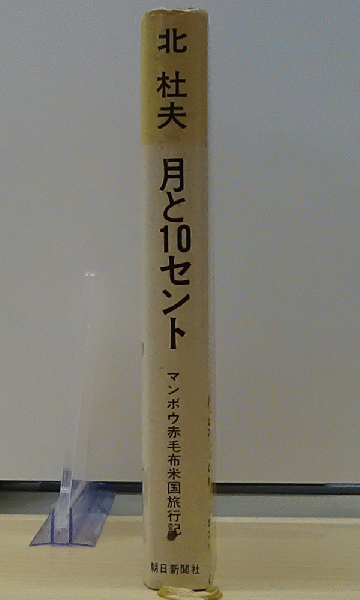 北 杜夫
月と10セント
マンボウ赤毛布米国旅行記
朝日新聞社